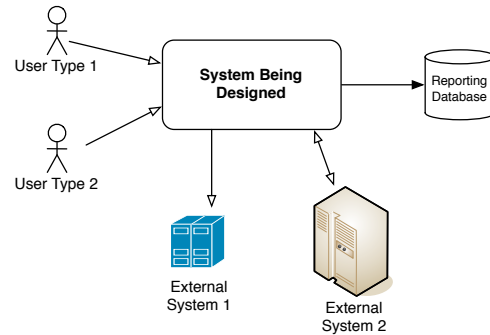 User Type 1
System Being
Designed
Reporting
Database
User Type 2
External
System 1
External
System 2